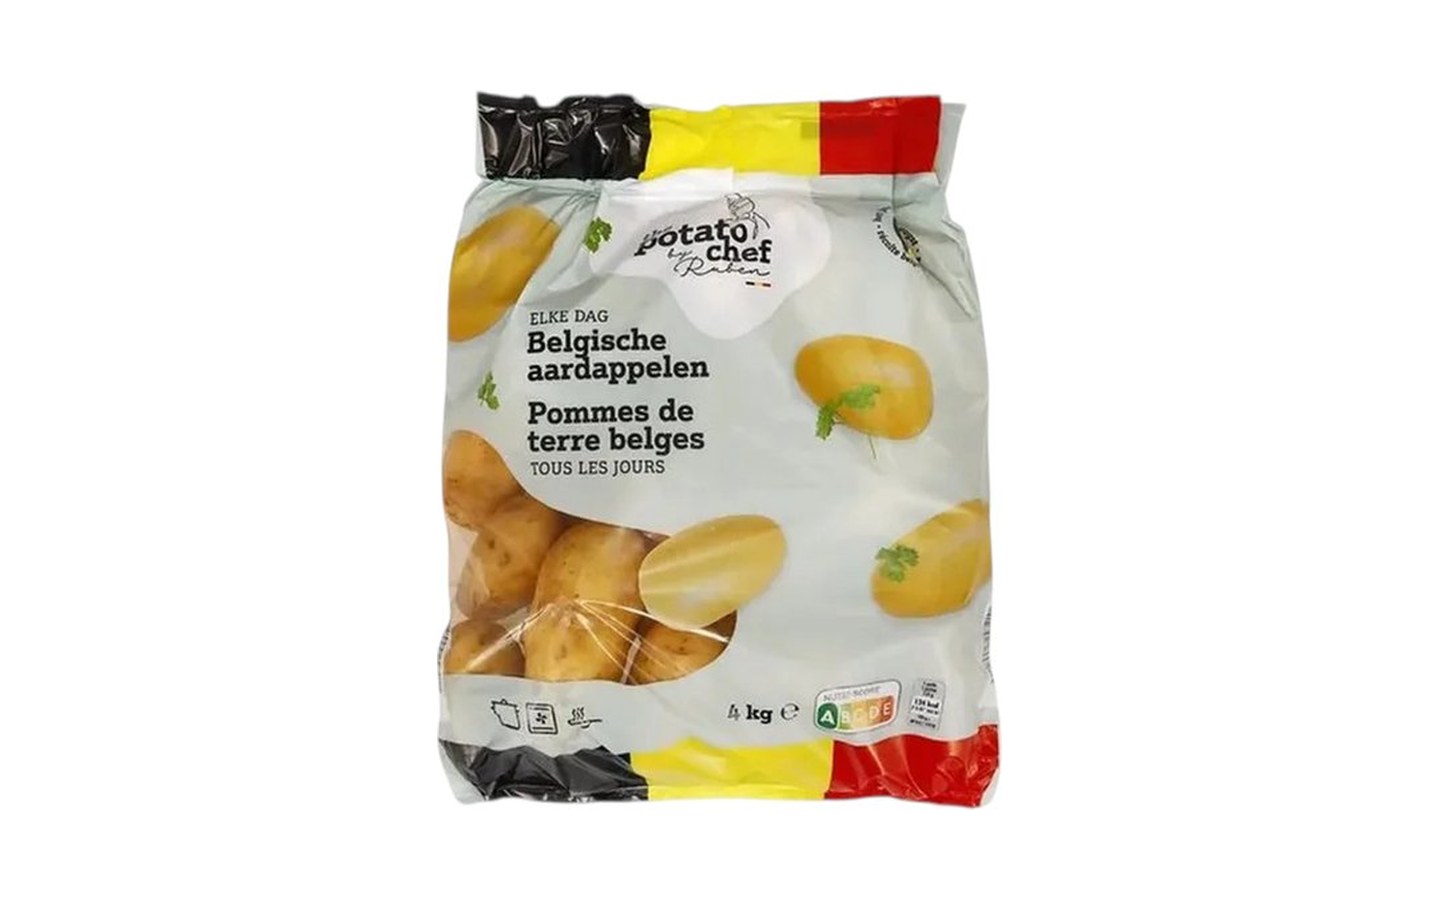 potato
chef
by
Ruben
ELKE DAG
Belgische
aardappelen
Pommes de
terre belges
TOUS LES JOURS
4 kg e
NUTRI-SCORE
A B C D E